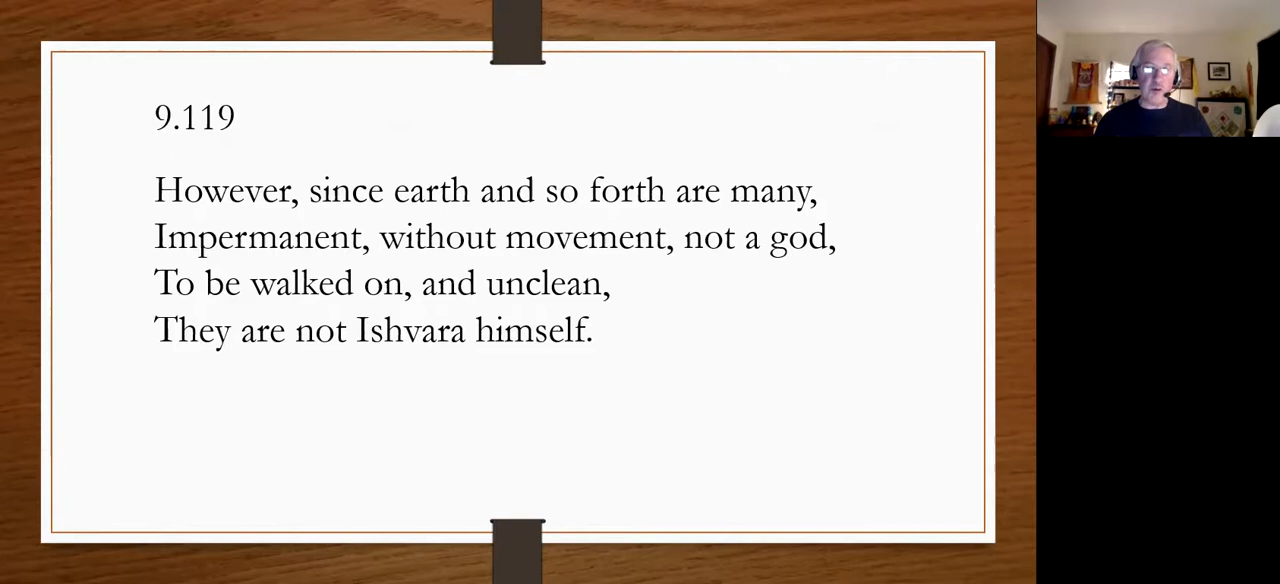 9.119
However, since earth and so forth are many,
Impermanent, without movement, not a god,
To be walked on, and unclean,
They are not Ishvara himself.